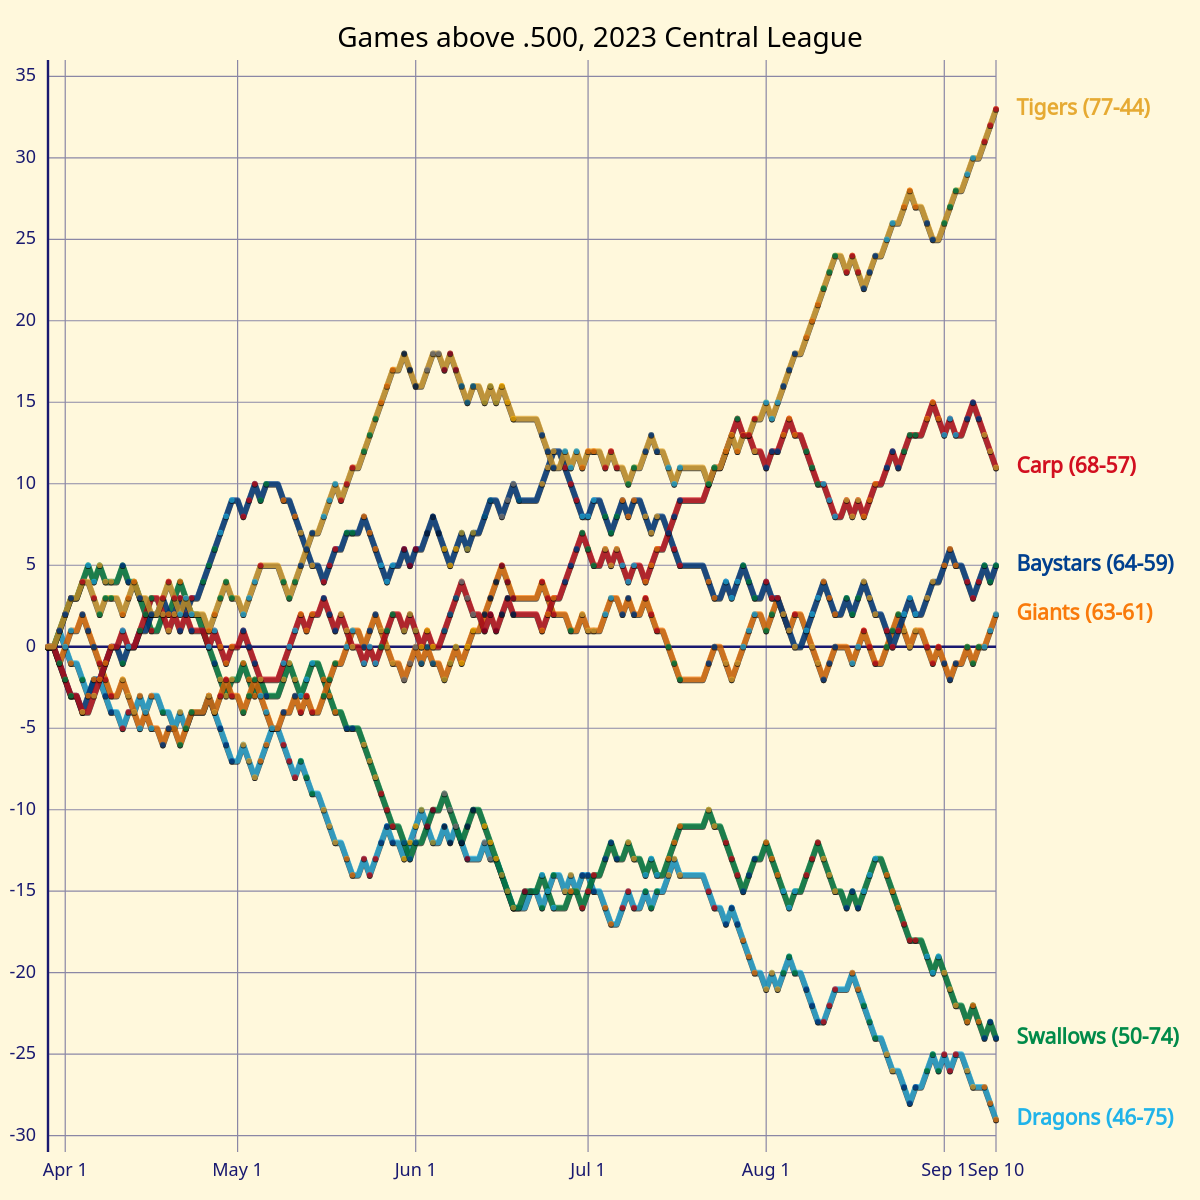 Games above .500, 2023 Central League
35
30
25
20
15
10
5
0
-5
-10
-15
-20
-25
-30
Tigers (77-44)
Carp (68-57)
Baystars (64-59)
Giants (63-61)
Swallows (50-74)
Dragons (46-75)
Apr 1 May 1 Jun 1 Jul 1 Aug 1 Sep 1 Sep 10